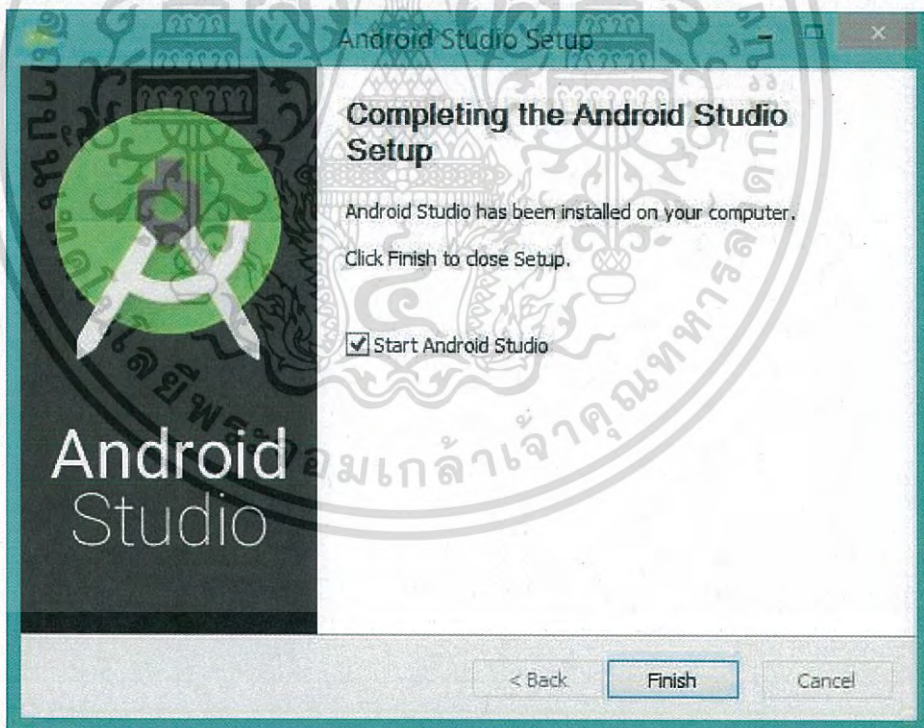 Android Studio Setup
Completing the Android Studio
Setup
Android Studio has been installed on your computer.
Click Finish to close Setup.
Start Android Studio
Android
Studio
< Back
Finish
Cancel